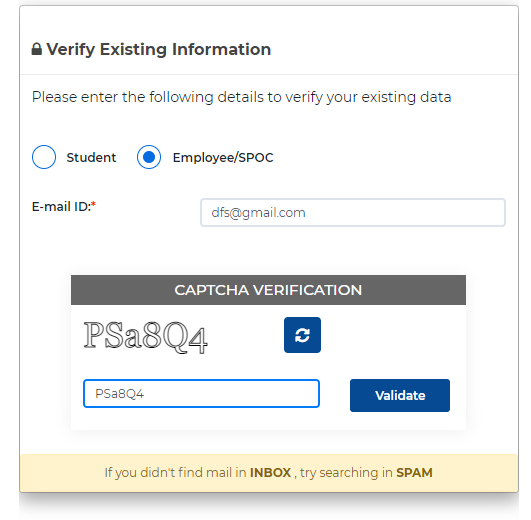 Verify Existing Information
Please enter the following details to verify your existing data
Student Employee/SPOC
E-mail ID:* dfs@gmail.com
CAPTCHA VERIFICATION
PSa8Q4
PSa8Q4 Validate
If you didn't find mail in INBOX , try searching in SPAM